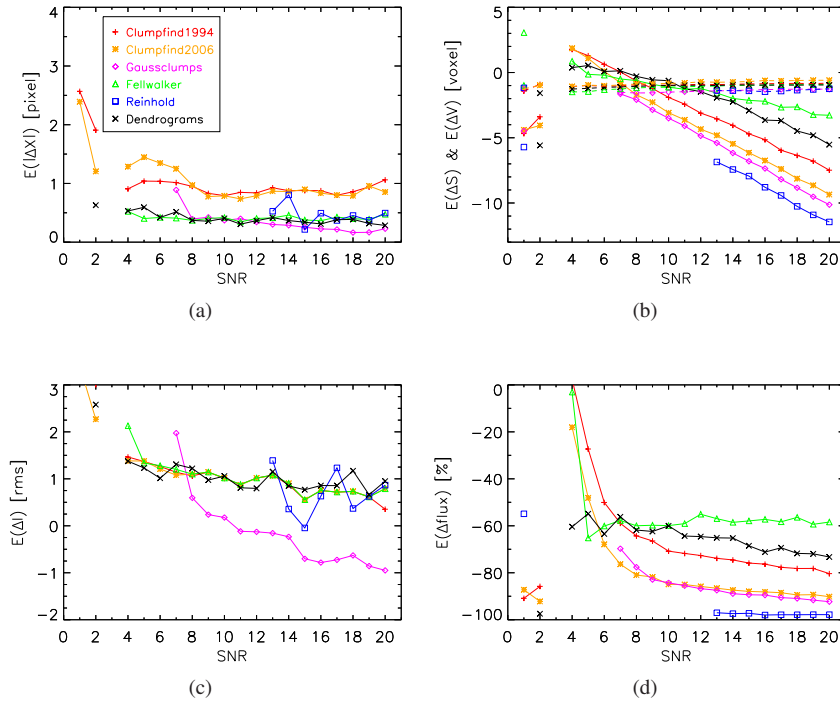 E(|ΔX|) [pixel]
4
3
2
1
0
Clumpfind1994
Clumpfind2006
Gaussclumps
Fellwalker
Reinhold
Dendrograms
0 2 4 6 8 10 12 14 16 18 20
SNR
(a)
E(ΔS) & E(ΔV) [voxel]
5
0
−5
−10
0 2 4 6 8 10 12 14 16 18 20
SNR
(b)
E(ΔI) [rms]
3
2
1
0
−1
−2
0 2 4 6 8 10 12 14 16 18 20
SNR
(c)
E(Δflux) [%]
0
−20
−40
−60
−80
−100
0 2 4 6 8 10 12 14 16 18 20
SNR
(d)